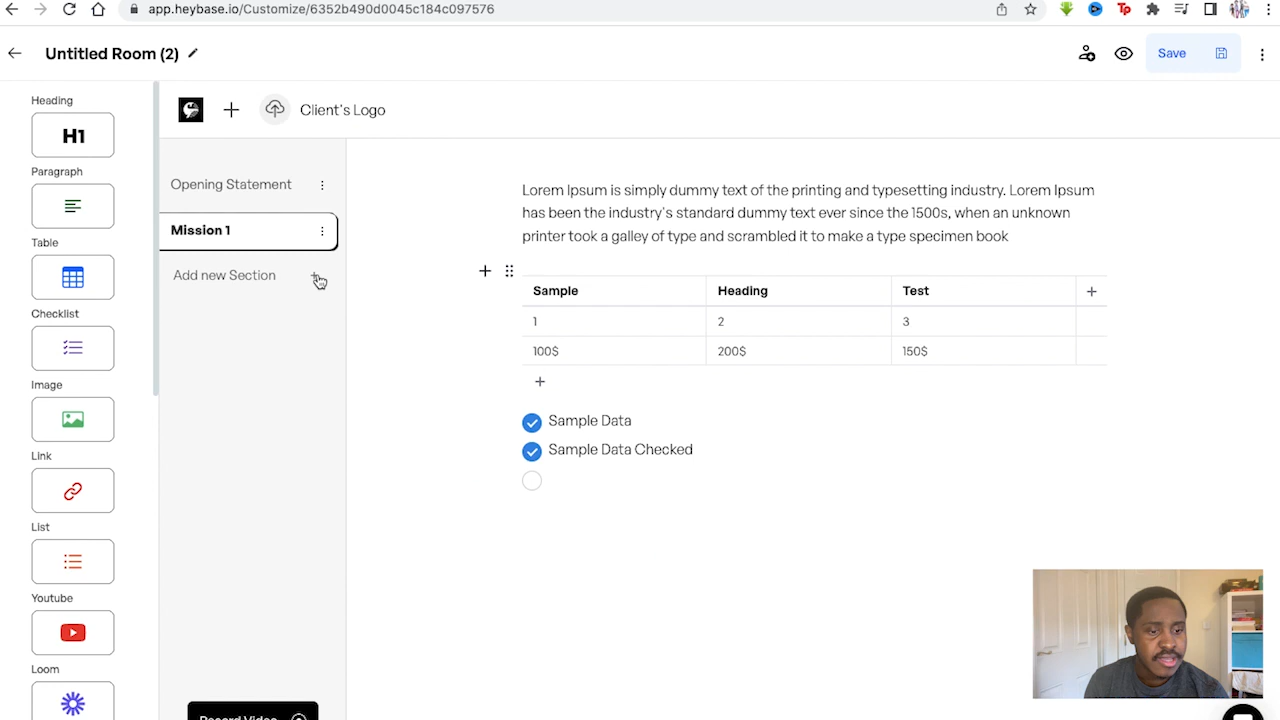 app.heybase.io/Customize/6352b490d0045c184c097576
Tp
Untitled Room (2)
Save
Heading
H1
Paragraph
Table
Checklist
Image
Link
List
Youtube
Loom
Client's Logo
Opening Statement
Mission 1
Add new Section
Record Video
Lorem Ipsum is simply dummy text of the printing and typesetting industry. Lorem Ipsum
has been the industry's standard dummy text ever since the 1500s, when an unknown
printer took a galley of type and scrambled it to make a type specimen book
Sample Heading Test
1 2 3
100$ 200$ 150$
Sample Data
Sample Data Checked